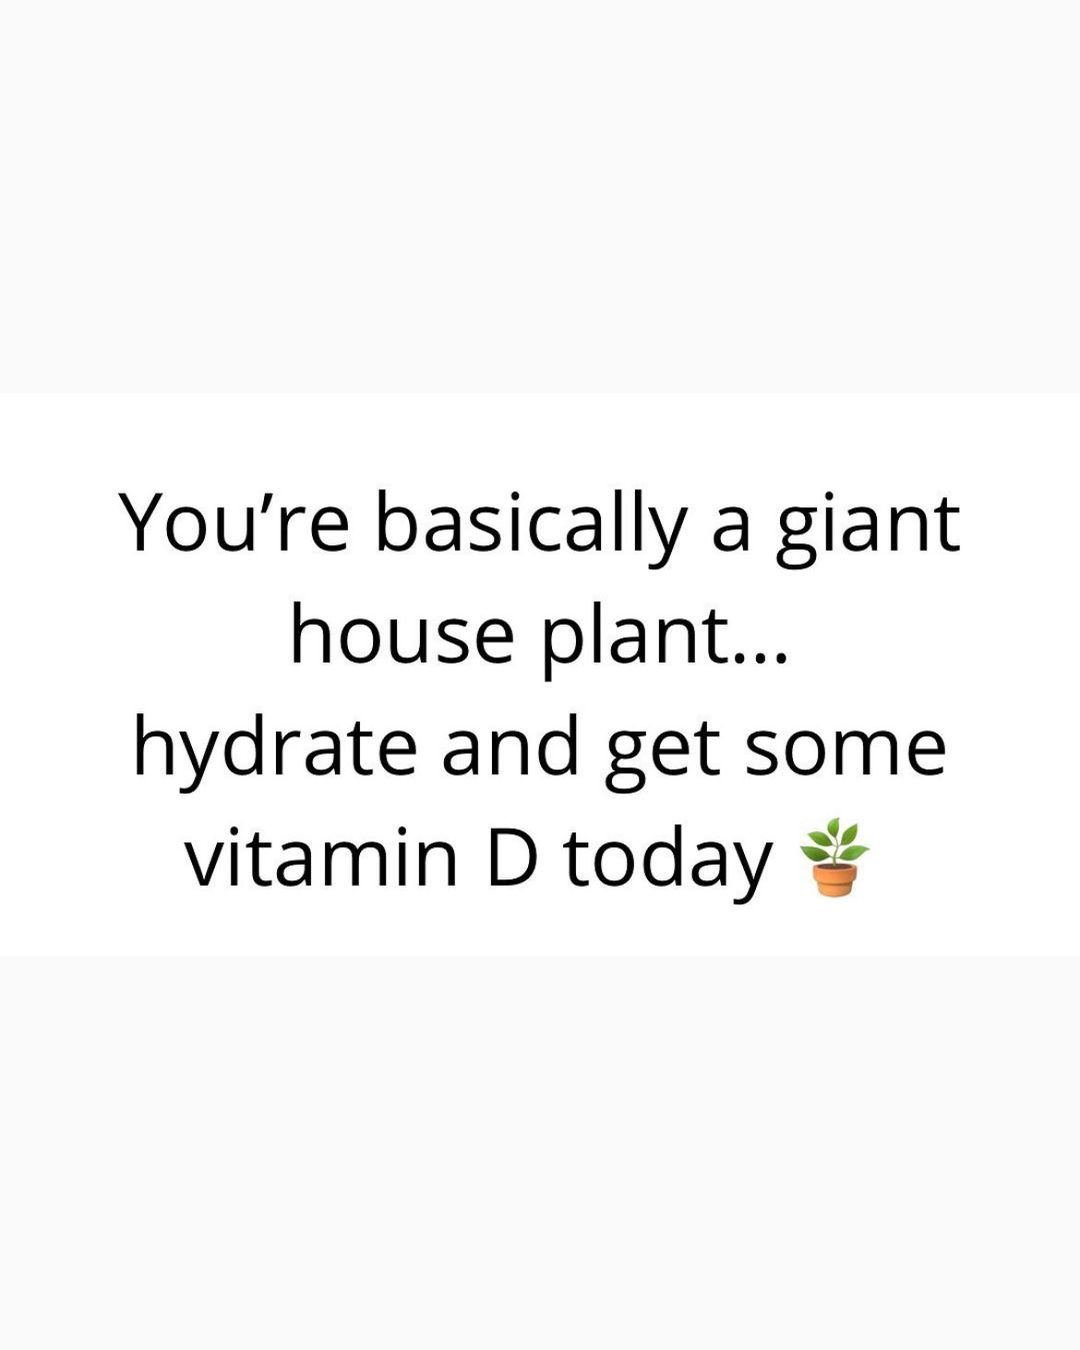 You’re basically a giant
house plant...
hydrate and get some
vitamin D today 🪴